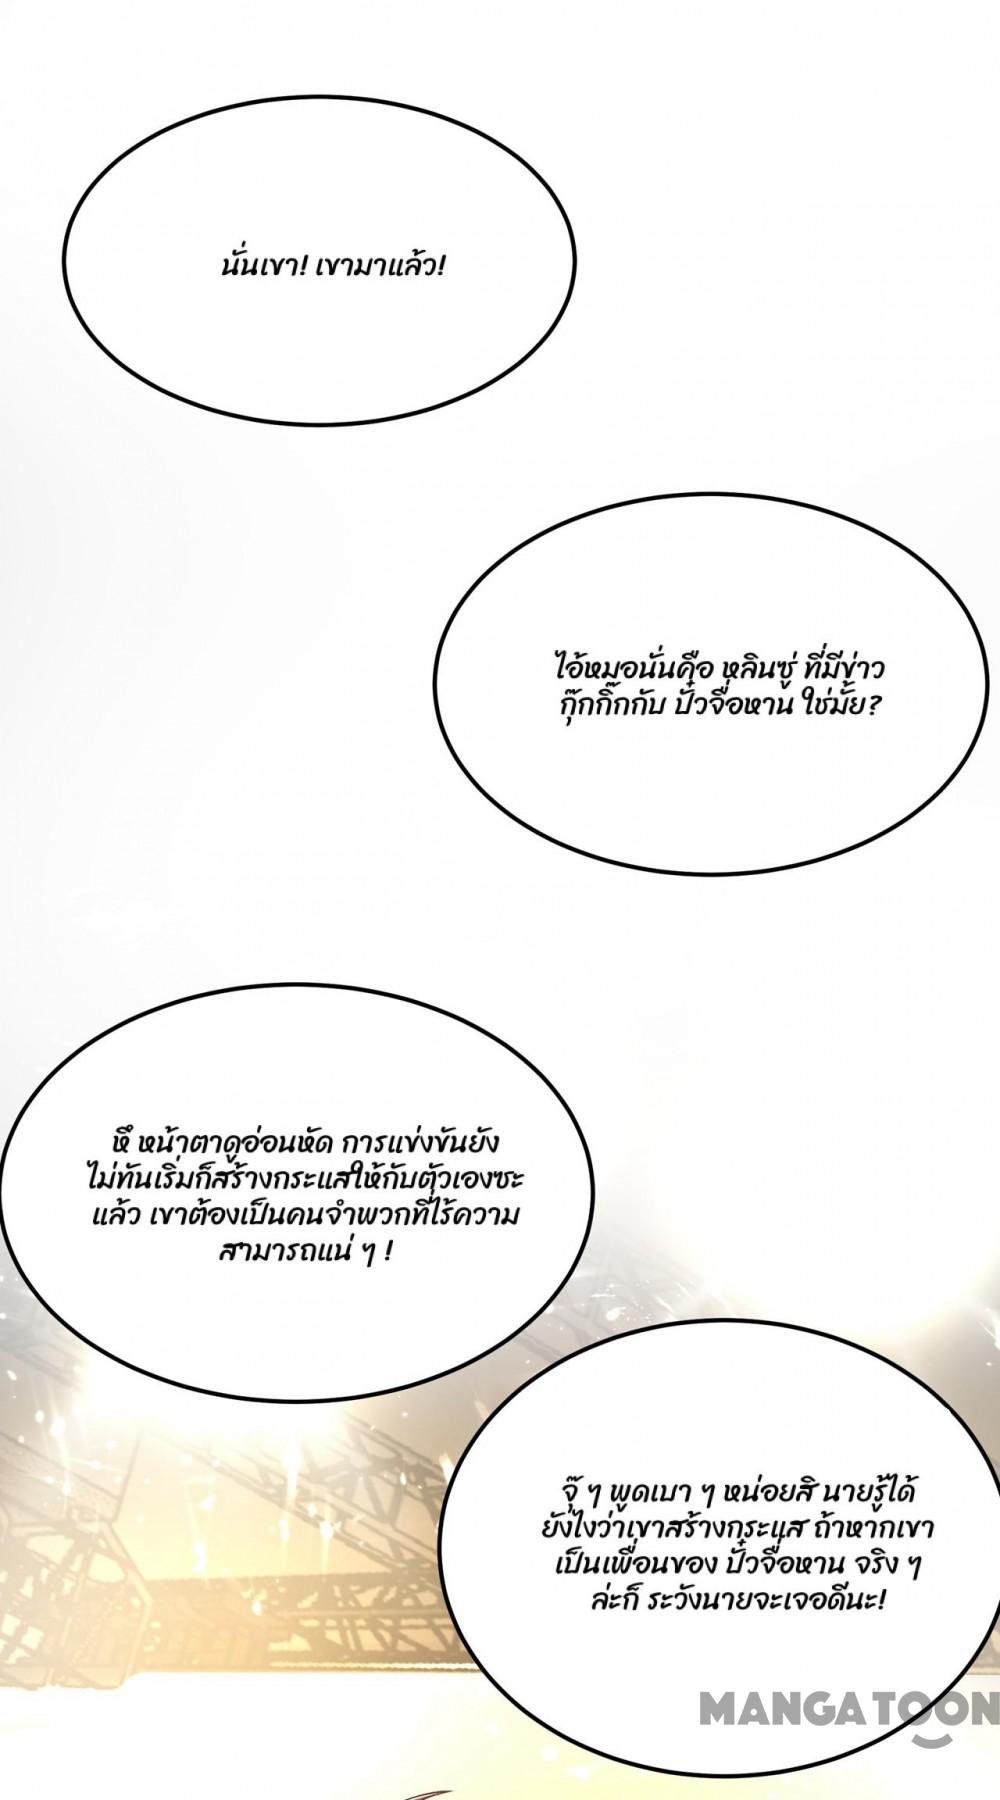 นั่นเขา! เขามาแล้ว!
ไอ้หมอนั่นคือ หลินซู่ ที่มีข่าว
กุ๊กกิ๊กกับ ปั๋วจื่อหาน ใช่มั้ย?
หึ หน้าตาดูอ่อนหัด การแข่งขันยัง
ไม่ทันเริ่มก็สร้างกระแสให้กับตัวเองซะ
แล้ว เขาต้องเป็นคนจำพวกที่ไร้ความ
สามารถแน่ ๆ !
จุ๊ ๆ พูดเบา ๆ หน่อยสิ นายรู้ได้
ยังไงว่าเขาสร้างกระแส ถ้าหากเขา
เป็นเพื่อนของ ปั๋วจื่อหาน จริง ๆ
ล่ะก็ ระวังนายจะเจอดีนะ!
MANGATOON